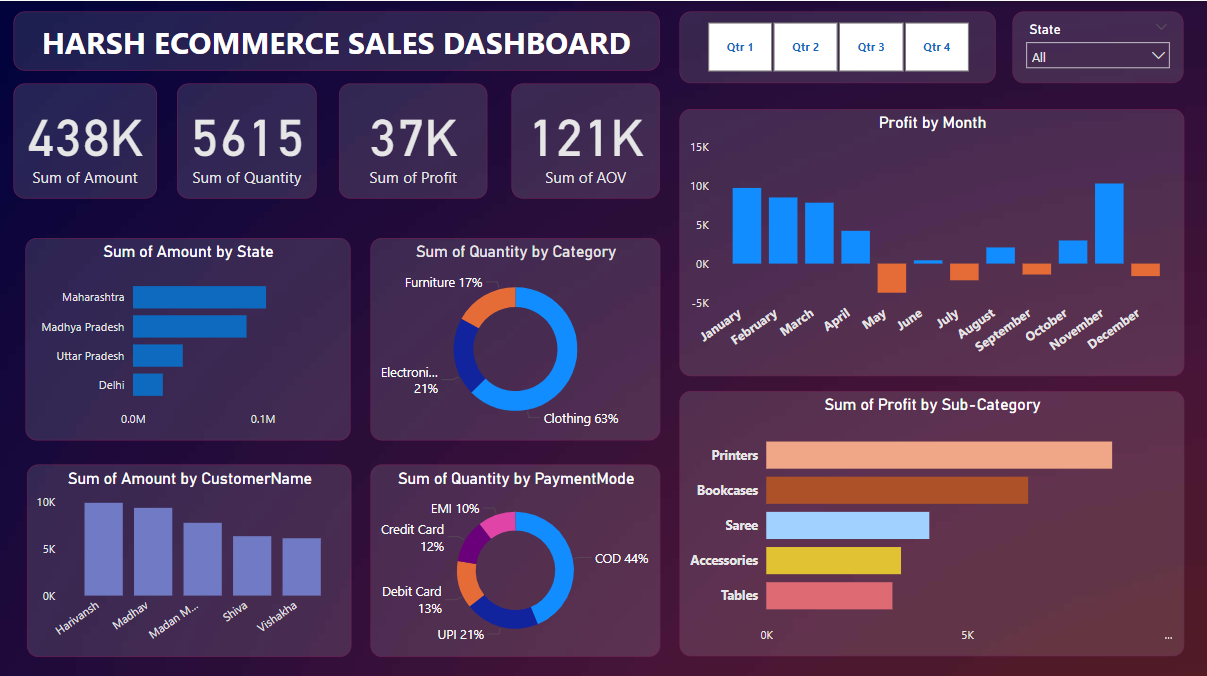 HARSH ECOMMERCE SALES DASHBOARD
Qtr 1
Qtr 2
Qtr 3
Qtr 4
State
All
438K
Sum of Amount
5615
Sum of Quantity
37K
Sum of Profit
121K
Sum of AOV
Profit by Month
15K
10K
5K
0K
-5K
January
February
March
April
May
June
July
August
September
October
November
December
Sum of Amount by State
Maharashtra
Madhya Pradesh
Uttar Pradesh
Delhi
0.0M
0.1M
Sum of Quantity by Category
Furniture 17%
Electroni...
21%
Clothing 63%
Sum of Profit by Sub-Category
Printers
Bookcases
Saree
Accessories
Tables
0K
5K
...
Sum of Amount by CustomerName
10K
5K
0K
Harivansh
Madhav
Madan M...
Shiva
Vishakha
Sum of Quantity by PaymentMode
EMI 10%
Credit Card
12%
Debit Card
13%
UPI 21%
COD 44%